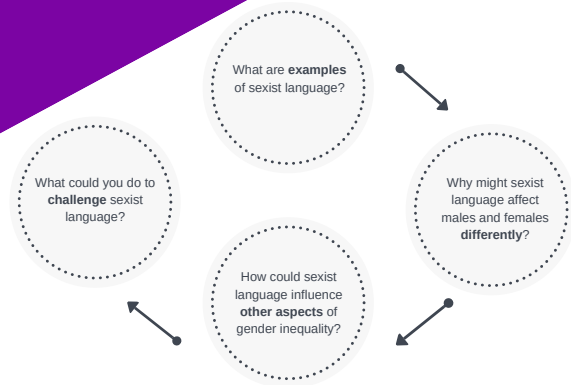 What are examples
of sexist language?
Why might sexist
language affect
males and females
differently?
How could sexist
language influence
other aspects of
gender inequality?
What could you do to
challenge sexist
language?